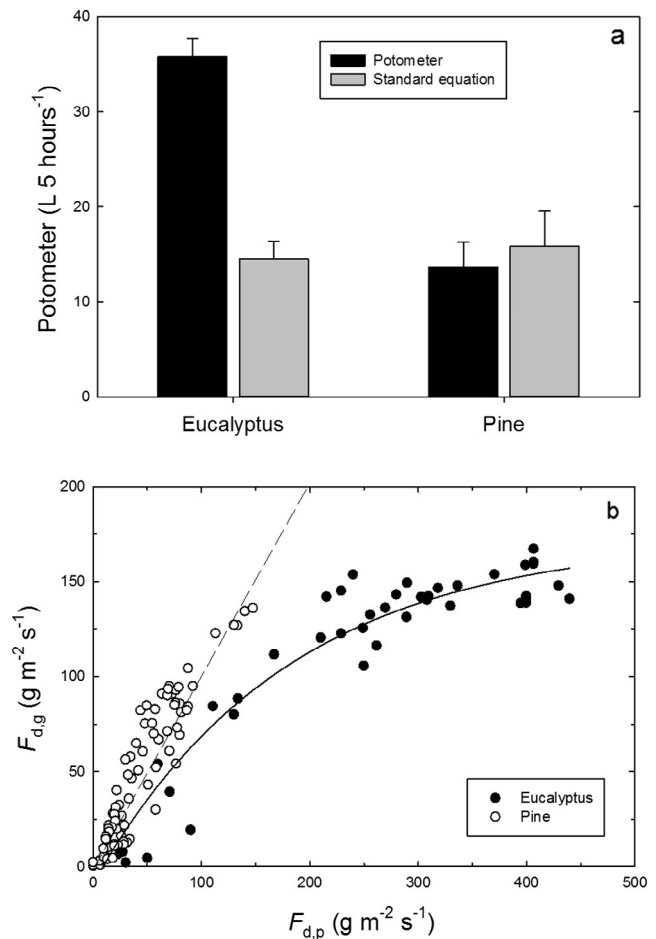 a
40
30
20
10
0
Potometer (L 5 hours⁻¹)
Potometer
Standard equation
Eucalyptus
Pine
b
200
150
100
50
0
F_d,g (g m⁻² s⁻¹)
Eucalyptus
Pine
0 100 200 300 400 500
F_d,p (g m⁻² s⁻¹)